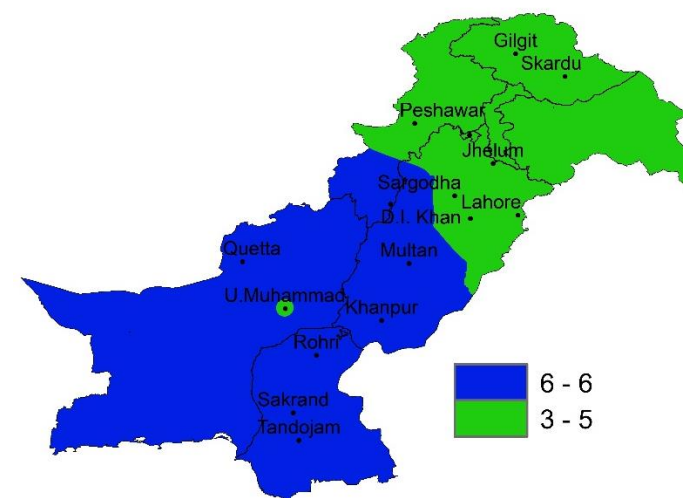 Gilgit
Skardu
Peshawar
Jhelum
Sargodha
Lahore
D.I. Khan
Quetta
Multan
U.Muhammad
Khanpur
Rohri
Sakrand
Tandojam
6 - 6
3 - 5